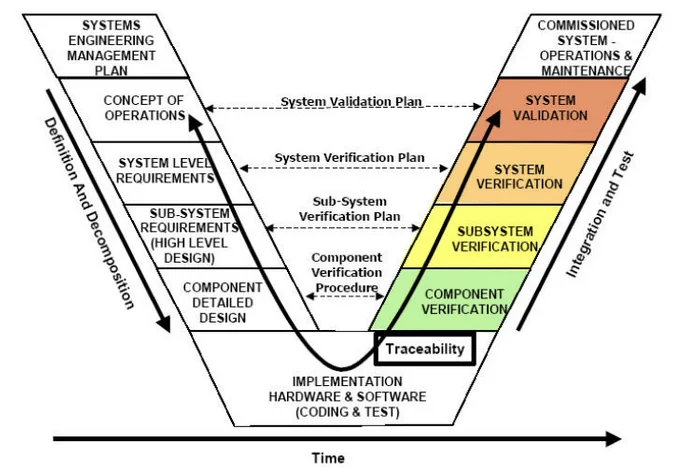 SYSTEMS
ENGINEERING
MANAGEMENT
PLAN
COMMISSIONED
SYSTEM -
OPERATIONS &
MAINTENANCE
CONCEPT OF
OPERATIONS
System Validation Plan
SYSTEM
VALIDATION
SYSTEM LEVEL
REQUIREMENTS
System Verification Plan
SYSTEM
VERIFICATION
SUB-SYSTEM
REQUIREMENTS
(HIGH LEVEL
DESIGN)
Sub-System
Verification Plan
SUBSYSTEM
VERIFICATION
COMPONENT
DETAILED
DESIGN
Component
Verification
Procedure
COMPONENT
VERIFICATION
Definition And Decomposition
Integration and Test
Traceability
IMPLEMENTATION
HARDWARE & SOFTWARE
(CODING & TEST)
Time